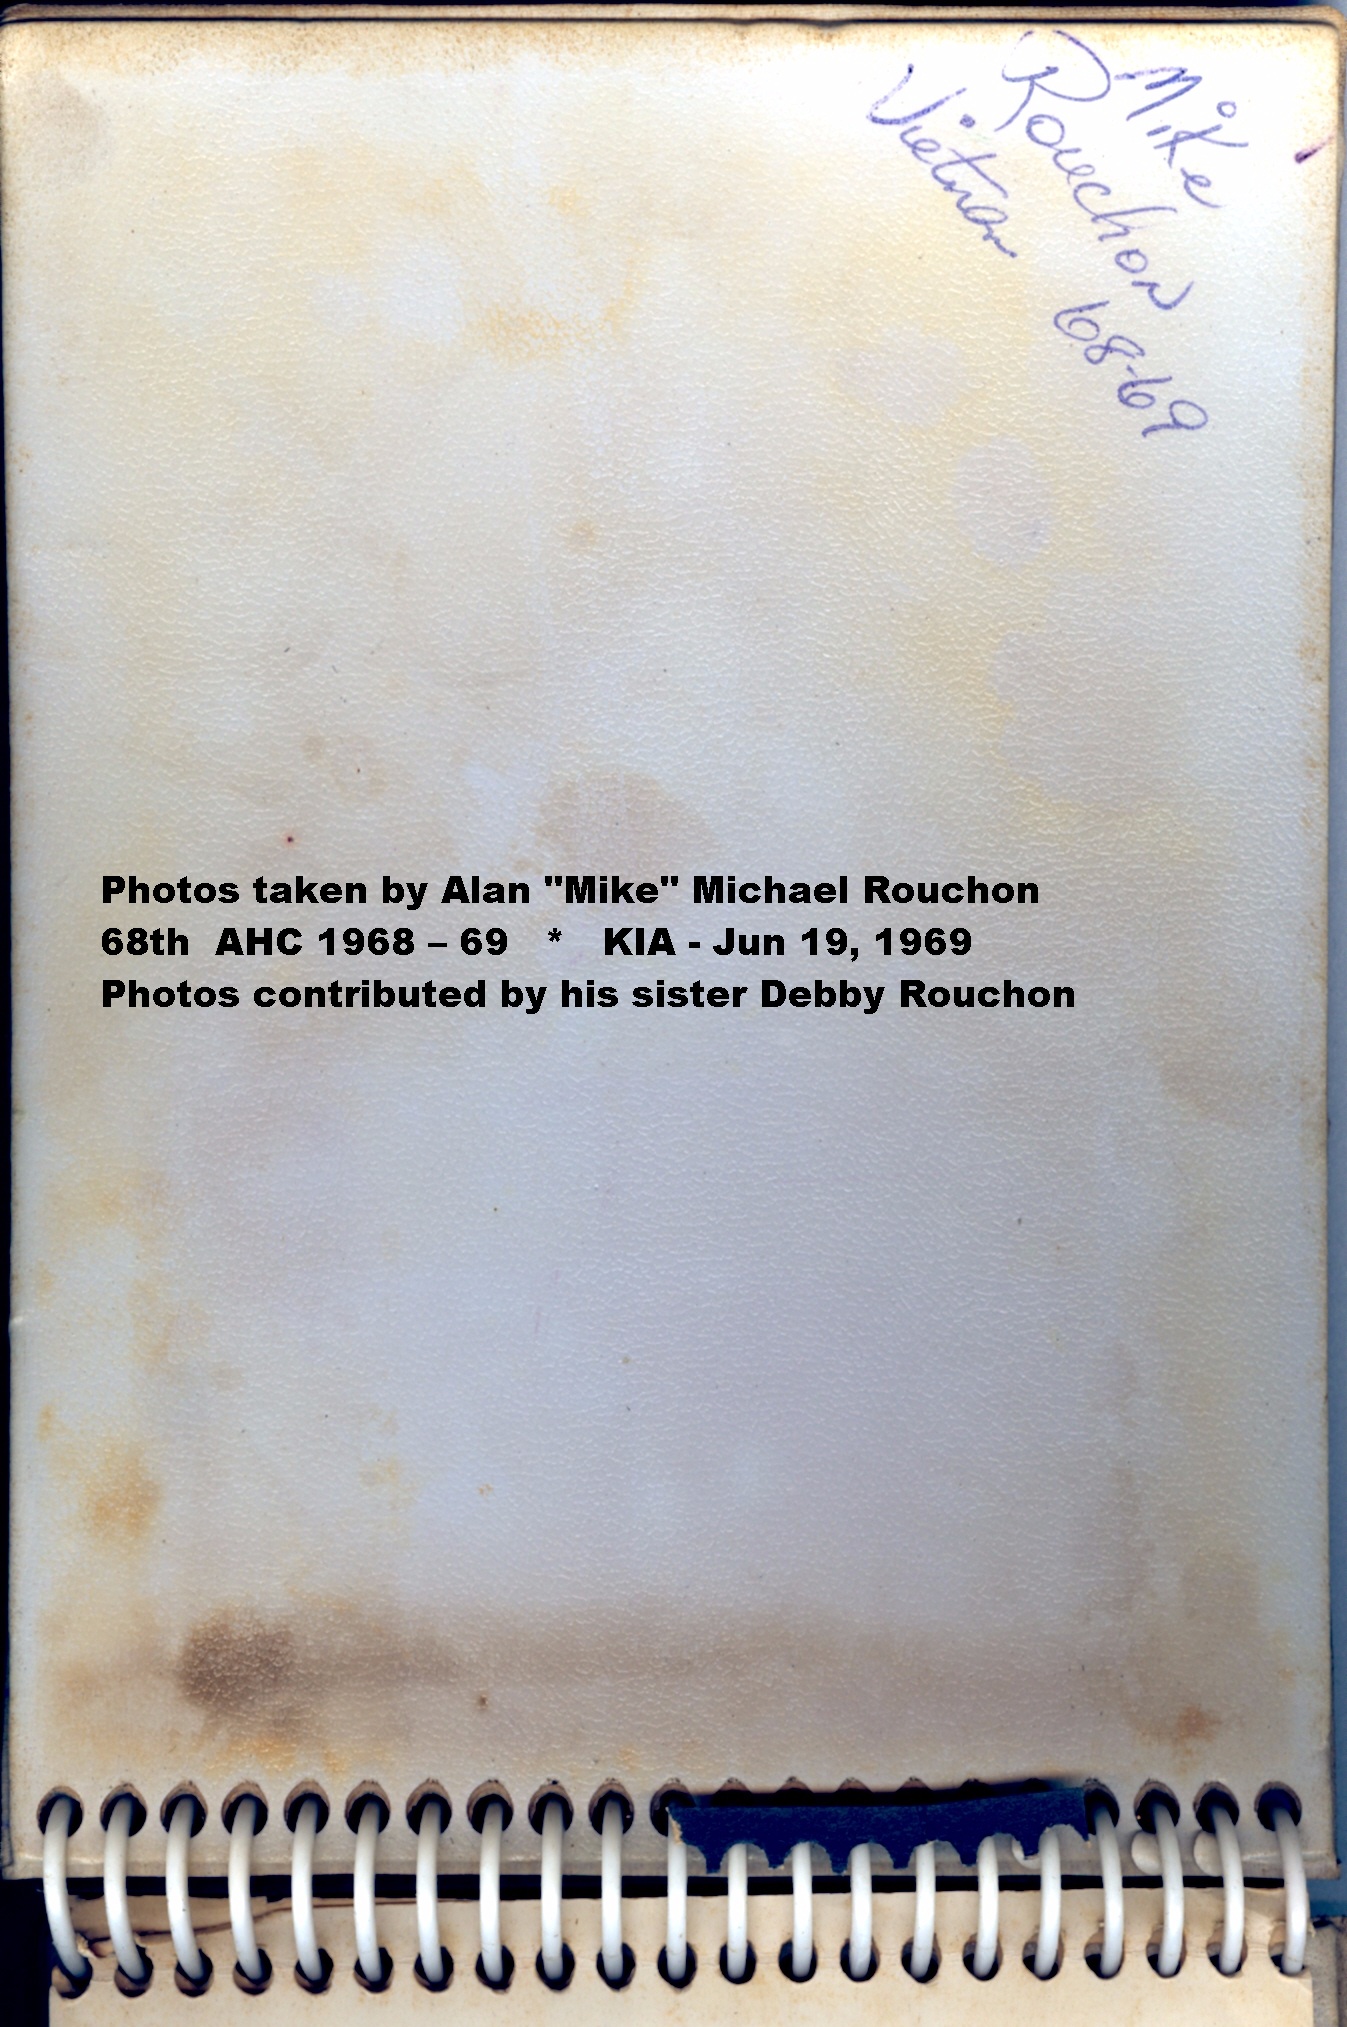 Mike
Rouchon
Vietnam
68-69
Photos taken by Alan "Mike" Michael Rouchon
68th AHC 1968 – 69 * KIA - Jun 19, 1969
Photos contributed by his sister Debby Rouchon